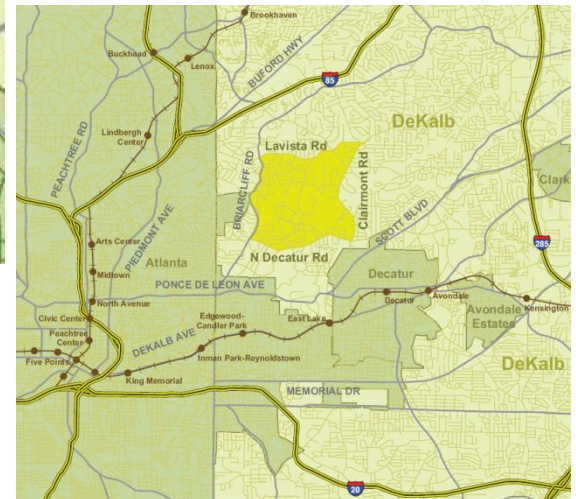 Brookhaven
Buckhead
Lenox
BUFORD HWY
85
DeKalb
Lindbergh
Center
PEACHTREE RD
Lavista Rd
BRIARCLIFF RD
Clairmont Rd
Clark
PIEDMONT AVE
SCOTT BLVD
Arts Center
285
Atlanta
N Decatur Rd
Midtown
Decatur
PONCE DE LEON AVE
North Avenue
Decatur
Avondale
Kensington
Civic Center
Edgewood-
Candler Park
East Lake
Avondale
Estates
Peachtree
Center
DEKALB AVE
Five Points
Inman Park-Reynoldstown
DeKalb
King Memorial
MEMORIAL DR
20